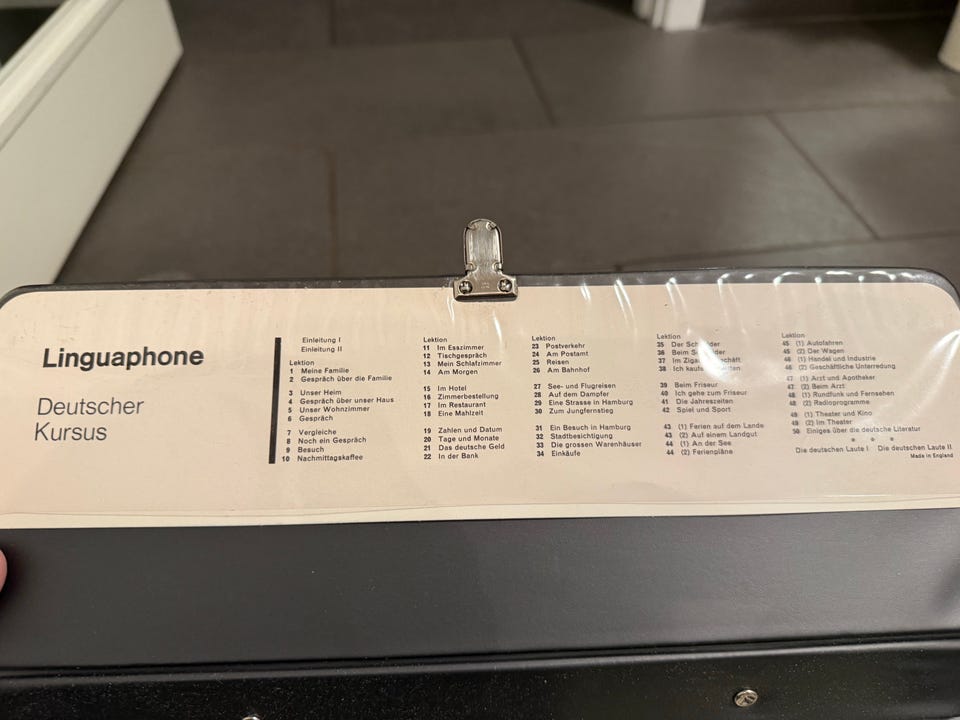 Linguaphone
Deutscher
Kursus
Einleitung I
Einleitung II
Lektion
1 Meine Familie
2 Gespräch über die Familie
3 Unser Heim
4 Gespräch über unser Haus
5 Unser Wohnzimmer
6 Gespräch
7 Vergleiche
8 Noch ein Gespräch
9 Besuch
10 Nachmittagskaffee
Lektion
11 Im Esszimmer
12 Tischgespräch
13 Mein Schlafzimmer
14 Am Morgen
15 Im Hotel
16 Zimmerbestellung
17 Im Restaurant
18 Eine Mahlzeit
19 Zahlen und Datum
20 Tage und Monate
21 Das deutsche Geld
22 In der Bank
Lektion
23 Postverkehr
24 Am Postamt
25 Reisen
26 Am Bahnhof
27 See- und Flugreisen
28 Auf dem Dampfer
29 Eine Strasse in Hamburg
30 Zum Jungfernstieg
31 Ein Besuch in Hamburg
32 Stadtbesichtigung
33 Die grossen Warenhäuser
34 Einkäufe
Lektion
35 Der
36 Beim
37 Im
38 Ich
39 Beim Friseur
40 Ich gehe zum Friseur
41 Die Jahreszeiten
42 Spiel und Sport
43 (1) Ferien auf dem Lande
43 (2) Auf einem Landgut
44 (1) An der See
44 (2) Ferienpläne
Lektion
45 (1) Autofahren
45 (2) Der Wagen
46 (1) Handel und Industrie
46 (2) Geschäftliche Unterredung
47 (1) Arzt und Apotheker
47 (2) Beim Arzt
48 (1) Rundfunk und Fernsehen
48 (2) Radioprogramme
49 (1) Theater und Kino
49 (2) Im Theater
50 Einiges über die deutsche Literatur
* * *
Die deutschen Laute I Die deutschen Laute II
Made in England